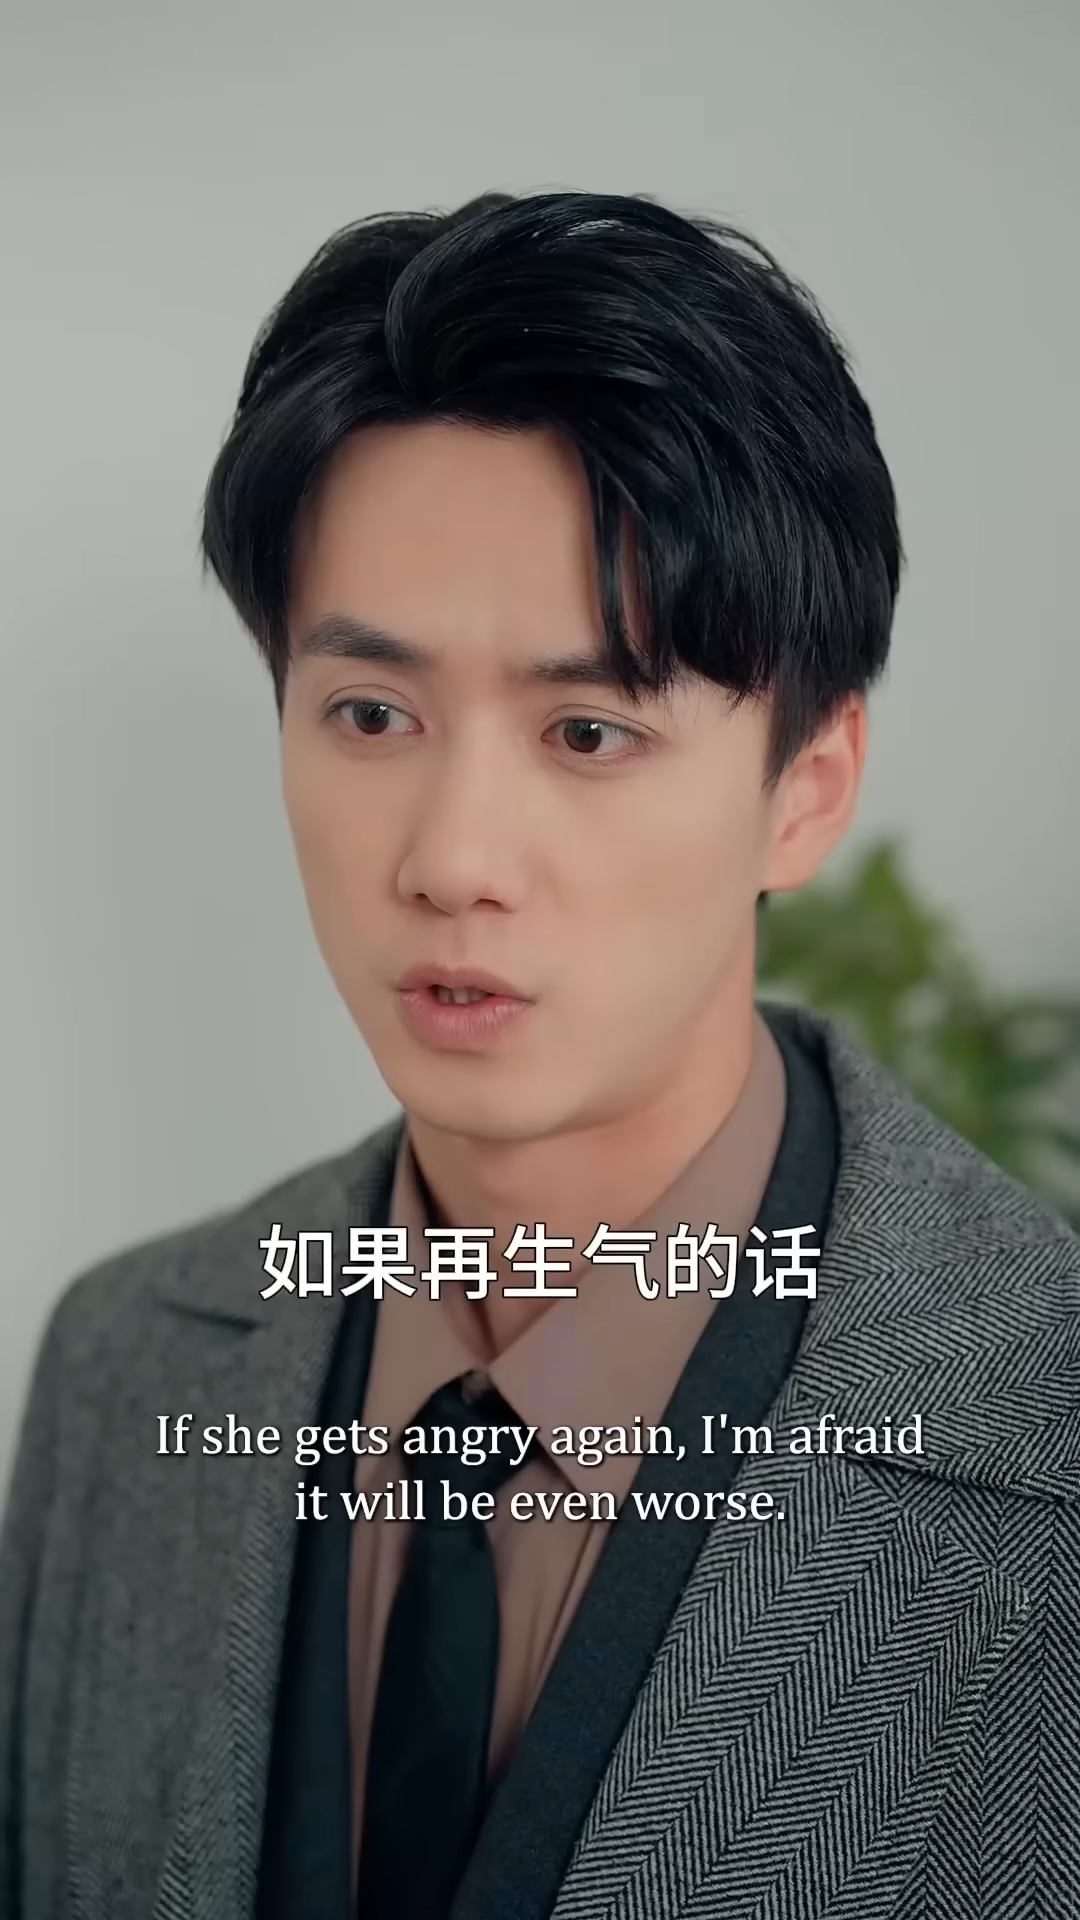 如果再生气的话
If she gets angry again, I'm afraid
it will be even worse.